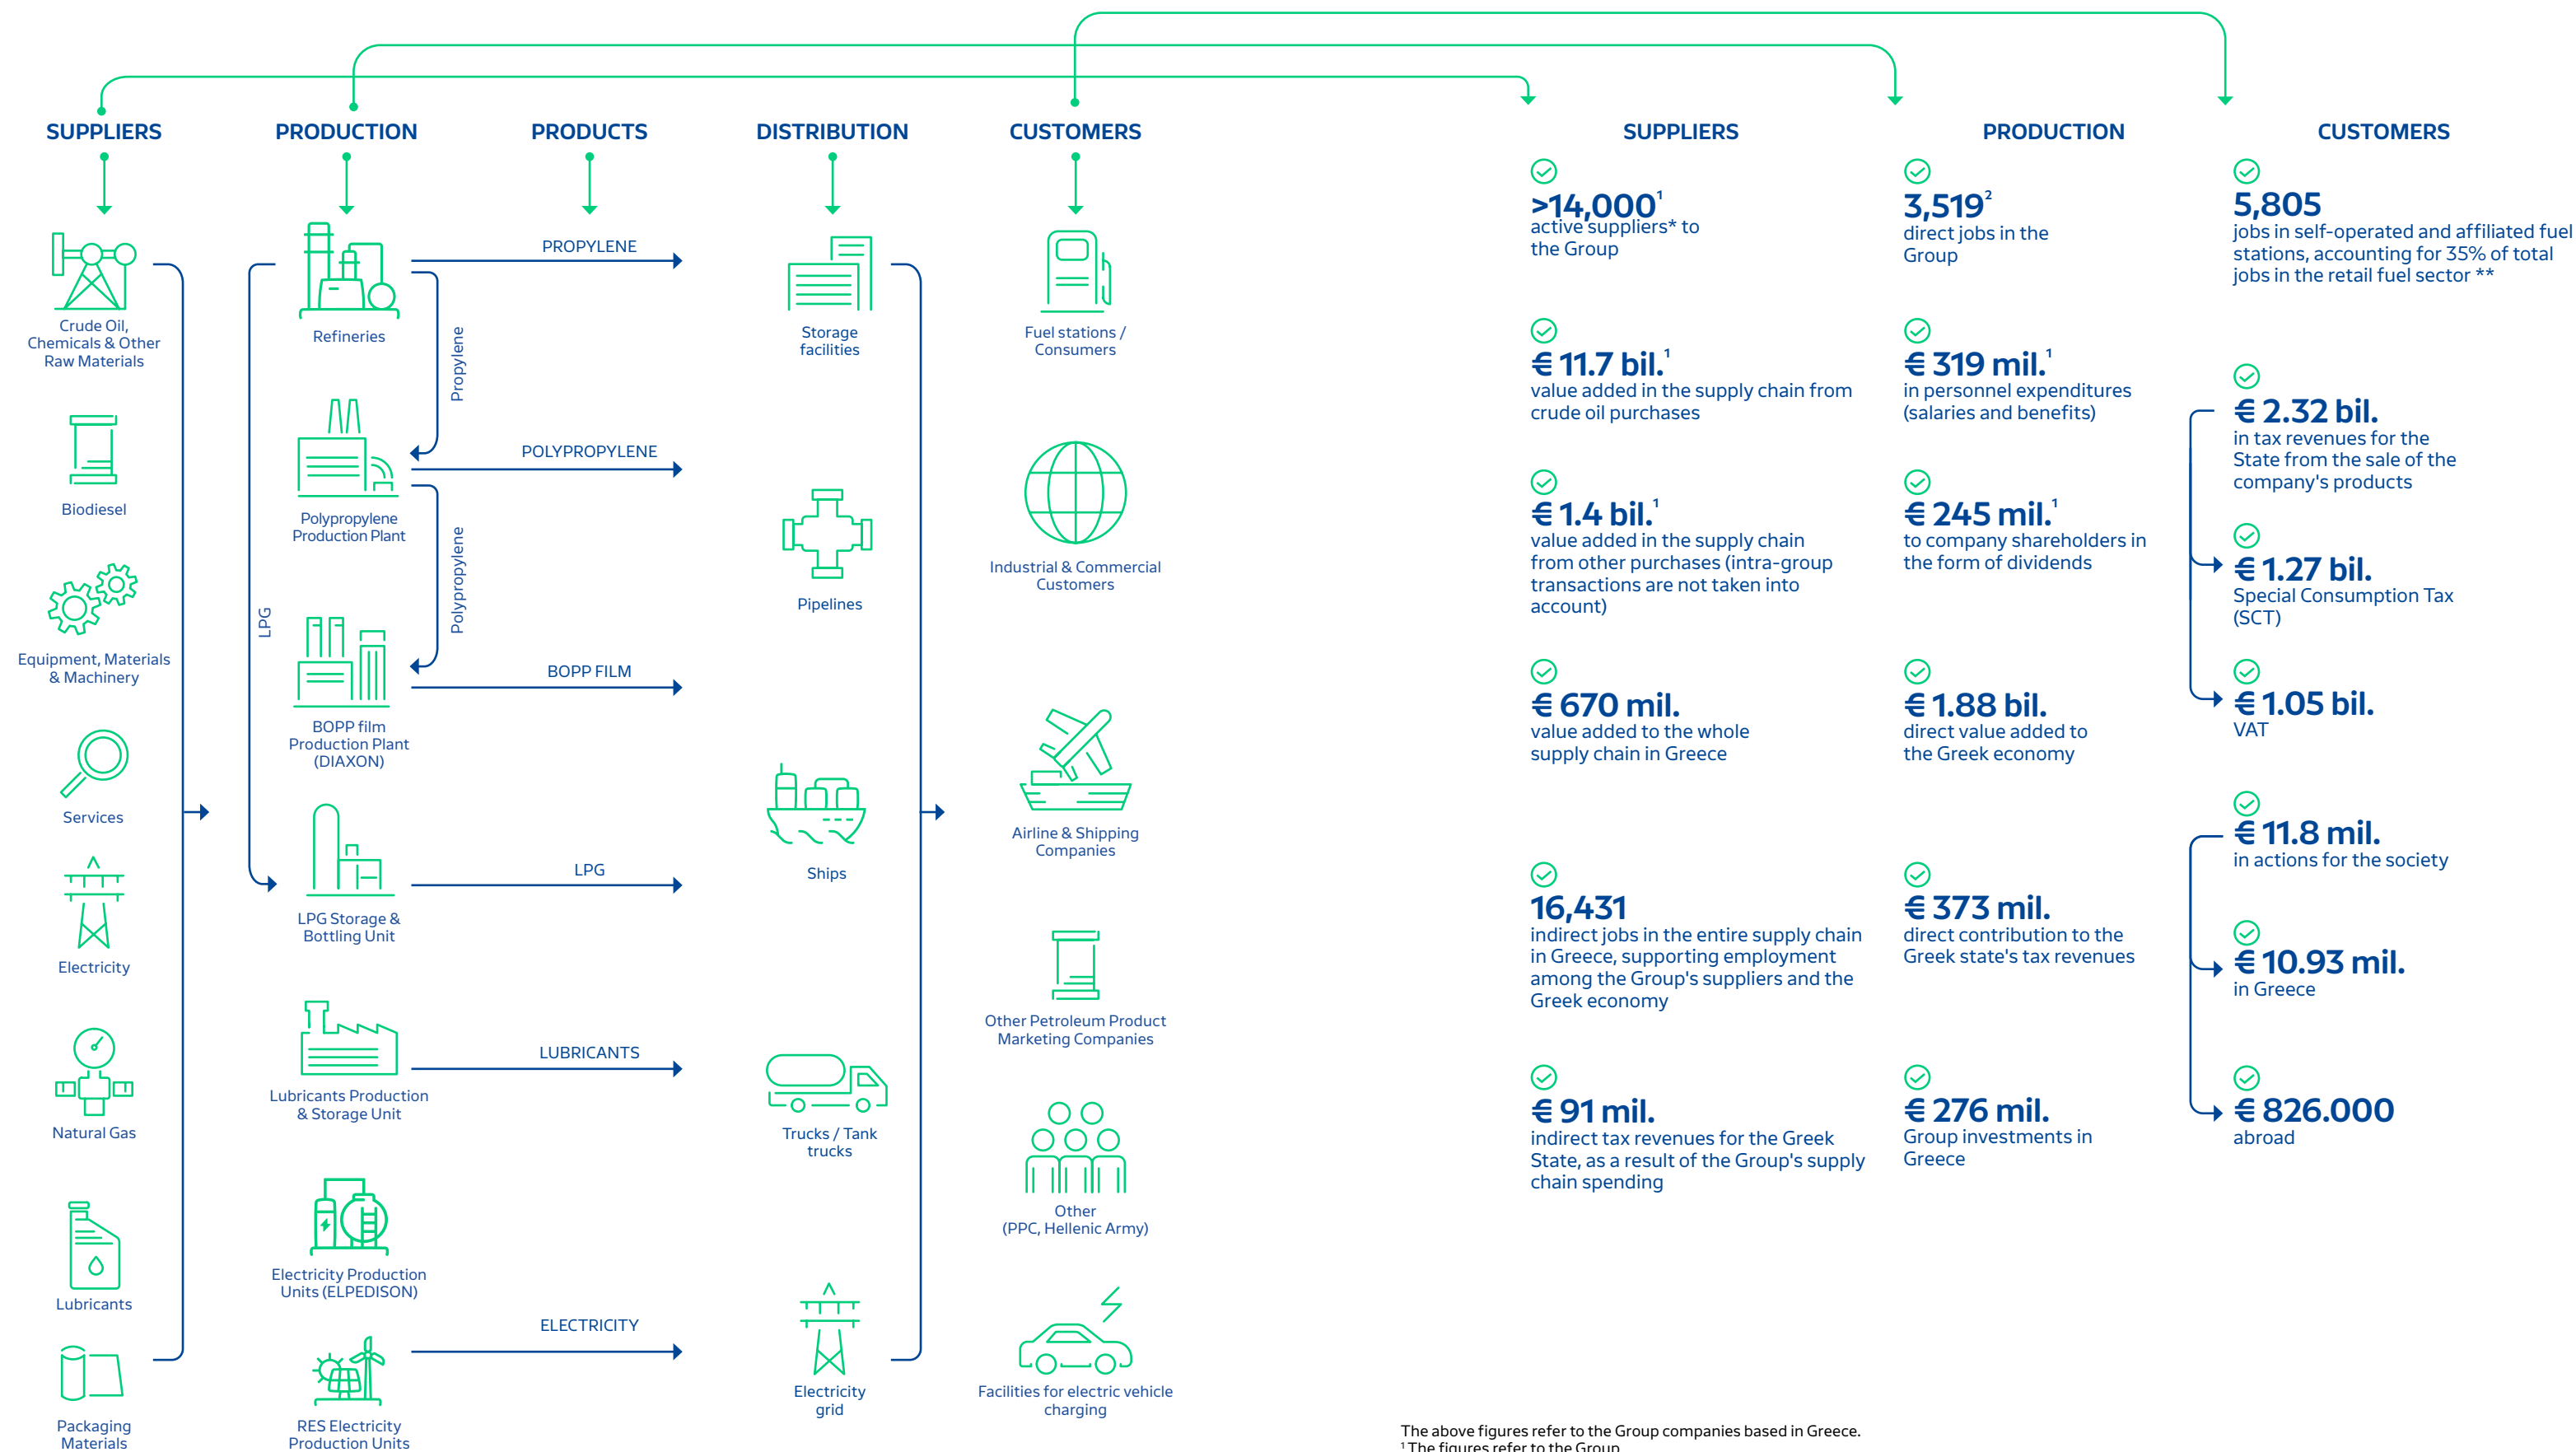 SUPPLIERS
Crude Oil,
Chemicals & Other
Raw Materials
Biodiesel
Equipment, Materials
& Machinery
Services
Electricity
Natural Gas
Lubricants
Packaging
Materials
PRODUCTION
Refineries
Polypropylene
Production Plant
BOPP film
Production Plant
(DIAXON)
LPG Storage &
Bottling Unit
Lubricants Production
& Storage Unit
Electricity Production
Units (ELPEDISON)
RES Electricity
Production Units
LPG
Propylene
Polypropylene
PRODUCTS
PROPYLENE
POLYPROPYLENE
BOPP FILM
LPG
LUBRICANTS
ELECTRICITY
DISTRIBUTION
Storage
facilities
Pipelines
Ships
Trucks / Tank
trucks
Electricity
grid
CUSTOMERS
Fuel stations /
Consumers
Industrial & Commercial
Customers
Airline & Shipping
Companies
Other Petroleum Product
Marketing Companies
Other
(PPC, Hellenic Army)
Facilities for electric vehicle
charging
SUPPLIERS
>14,000¹
active suppliers* to
the Group
€ 11.7 bil.¹
value added in the supply chain from
crude oil purchases
€ 1.4 bil.¹
value added in the supply chain
from other purchases (intra-group
transactions are not taken into
account)
€ 670 mil.
value added to the whole
supply chain in Greece
16,431
indirect jobs in the entire supply chain
in Greece, supporting employment
among the Group's suppliers and the
Greek economy
€ 91 mil.
indirect tax revenues for the Greek
State, as a result of the Group's supply
chain spending
PRODUCTION
3,519²
direct jobs in the
Group
€ 319 mil.¹
in personnel expenditures
(salaries and benefits)
€ 245 mil.¹
to company shareholders in
the form of dividends
€ 1.88 bil.
direct value added to
the Greek economy
€ 373 mil.
direct contribution to the
Greek state's tax revenues
€ 276 mil.
Group investments in
Greece
CUSTOMERS
5,805
jobs in self-operated and affiliated fuel
stations, accounting for 35% of total
jobs in the retail fuel sector **
€ 2.32 bil.
in tax revenues for the
State from the sale of the
company's products
€ 1.27 bil.
Special Consumption Tax
(SCT)
€ 1.05 bil.
VAT
€ 11.8 mil.
in actions for the society
€ 10.93 mil.
in Greece
€ 826.000
abroad
The above figures refer to the Group companies based in Greece.
¹ The figures refer to the Group